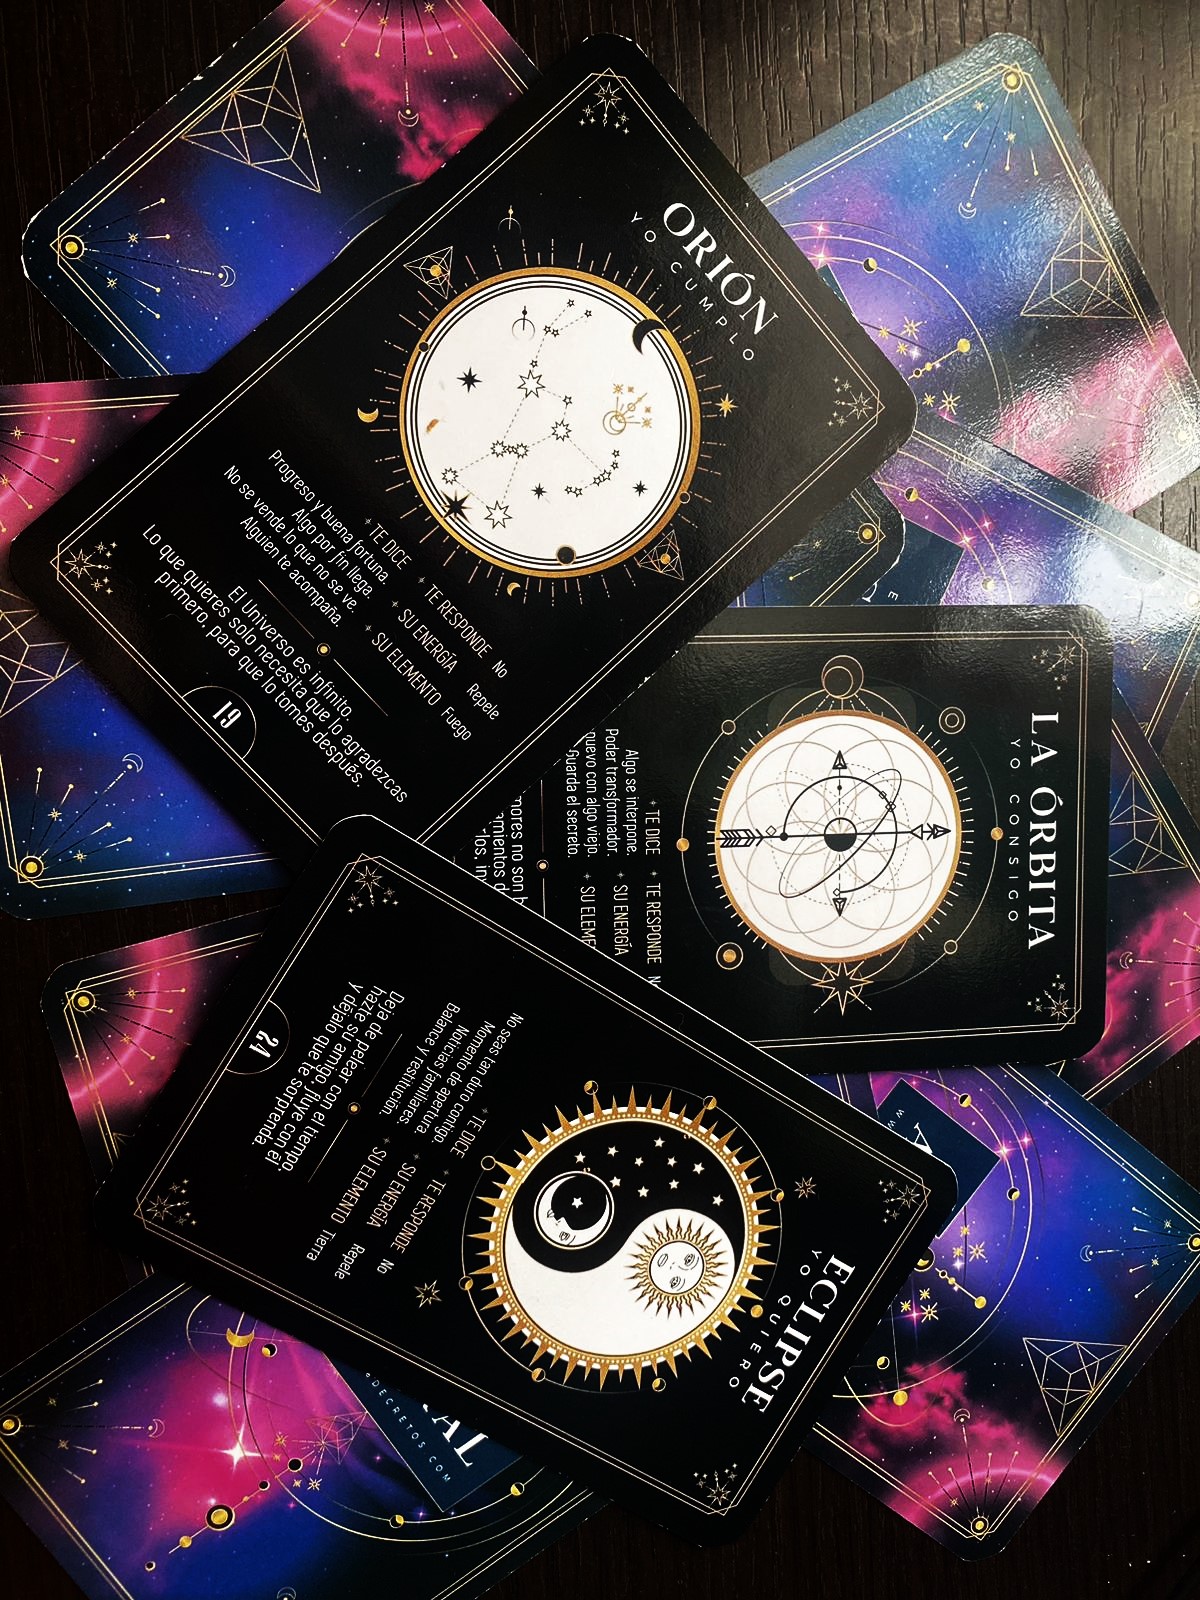 LA ÓRBITA
YO CONSIGO
TE DICE
Algo se interpone.
Poder transformador.
nuevo con algo viejo.
Guarda el secreto.
TE RESPONDE
SU ENERGÍA
no son
ORIÓN
YO CUMPLO
TE DICE
Progreso y buena fortuna.
Algo por fin llega.
No se vende lo que no se ve.
Alguien te acompaña.
TE RESPONDE No
SU ENERGÍA Repele
SU ELEMENTO Fuego
El Universo es infinito.
Lo que quieres solo necesita que lo agradezcas
primero, para que lo tomes después.
19
ECLIPSE
YO QUIERO
TE DICE
No seas tan duro contigo.
Momento de apertura.
Noticias familiares.
Balance y restitución.
TE RESPONDE No
SU ENERGÍA Repele
SU ELEMENTO Tierra
Deja de pelear con el tiempo,
hazte su amigo, fluye con él
y déjalo que te sorprenda.
24
DECRETOS.COM